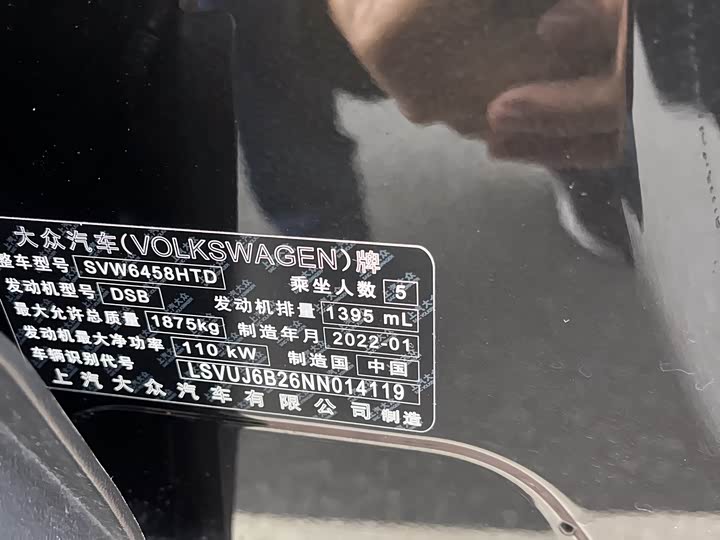 大众汽车(VOLKSWAGEN)牌
整车型号 SVW6458HTD 乘坐人数 5
发动机型号 DSB 发动机排量 1395 mL
最大允许总质量 1875kg 制造年月 2022-01
发动机最大净功率 110 kW 制造国 中国
车辆识别代号 LSVUJ6B26NN014119
上汽大众汽车有限公司 制造